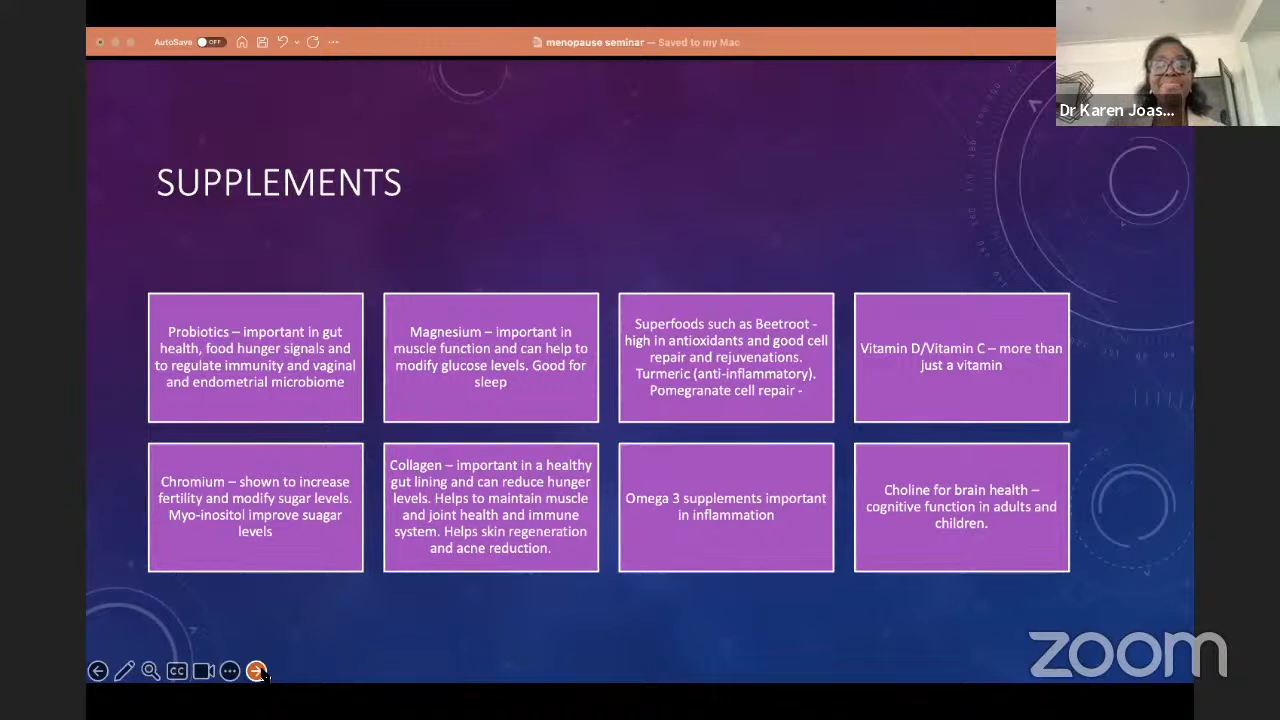 AutoSave OFF
menopause seminar — Saved to my Mac
Dr Karen Joas...
SUPPLEMENTS
Probiotics – important in gut
health, food hunger signals and
to regulate immunity and vaginal
and endometrial microbiome
Magnesium – important in
muscle function and can help to
modify glucose levels. Good for
sleep
Superfoods such as Beetroot -
high in antioxidants and good cell
repair and rejuvenations.
Turmeric (anti-inflammatory).
Pomegranate cell repair -
Vitamin D/Vitamin C – more than
just a vitamin
Chromium – shown to increase
fertility and modify sugar levels.
Myo-inositol improve suagar
levels
Collagen – important in a healthy
gut lining and can reduce hunger
levels. Helps to maintain muscle
and joint health and immune
system. Helps skin regeneration
and acne reduction.
Omega 3 supplements important
in inflammation
Choline for brain health –
cognitive function in adults and
children.
CC
zoom